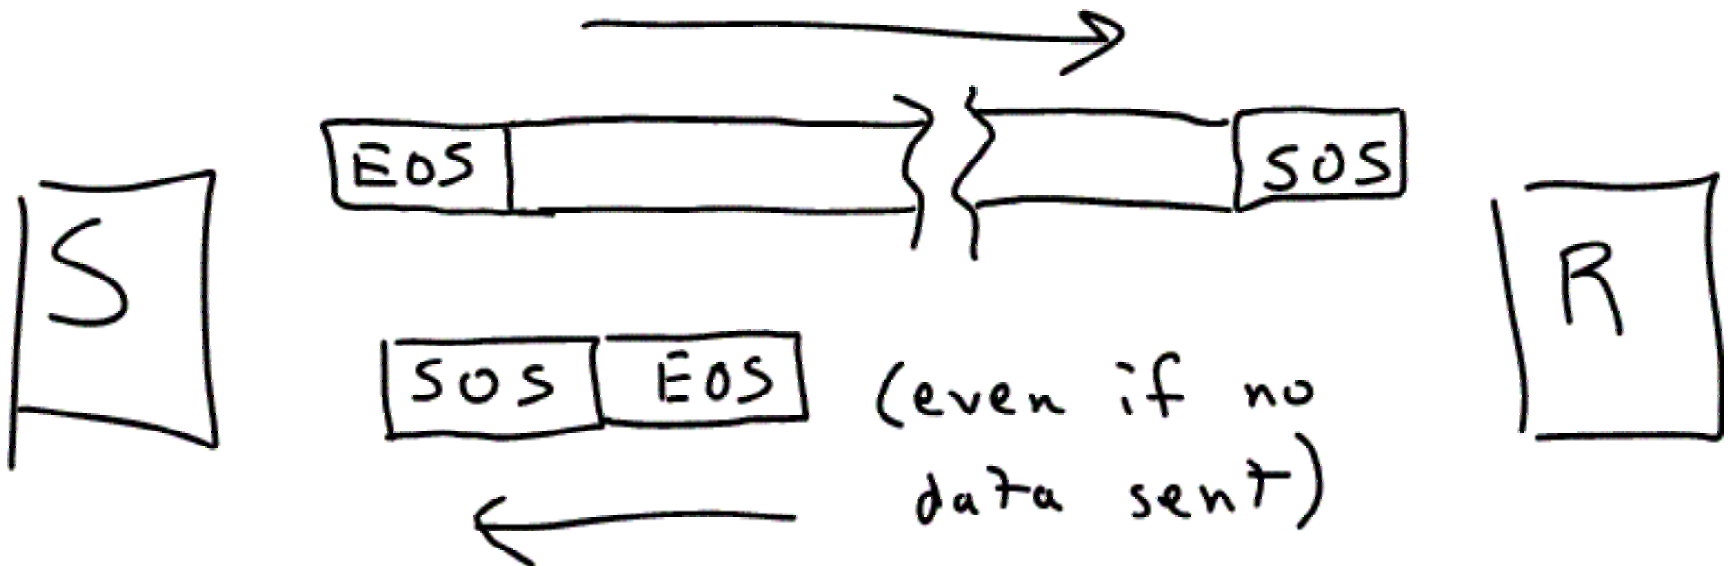 EOS SOS
S R
SOS EOS (even if no
data sent)